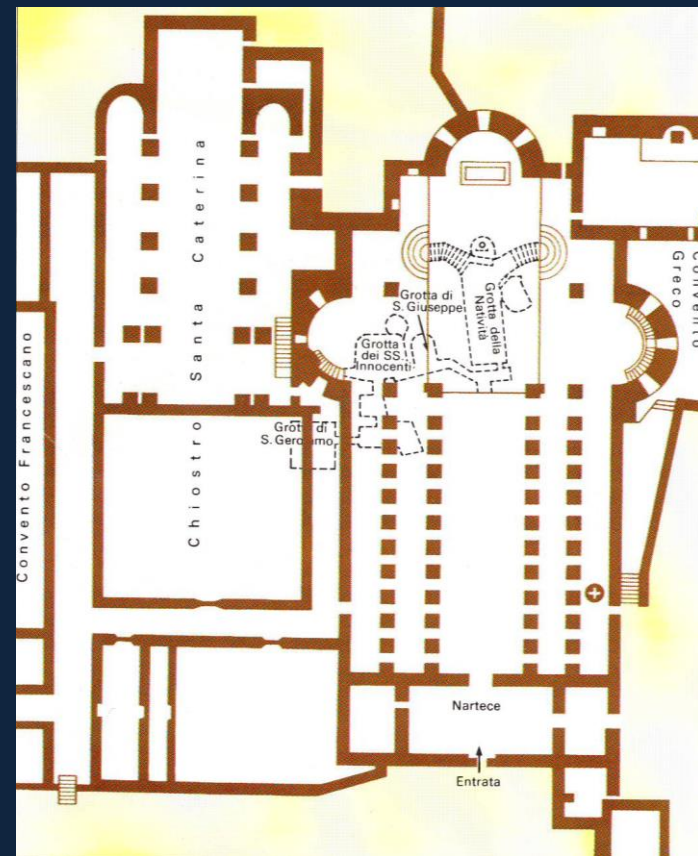 Convento Francescano
Chiostro Santa Caterina
Grotta di
S. Giuseppe
Grotta della
Natività
Grotta
dei SS.
Innocenti
Grotta di
S. Gerolamo
Convento
Greco
Nartece
Entrata